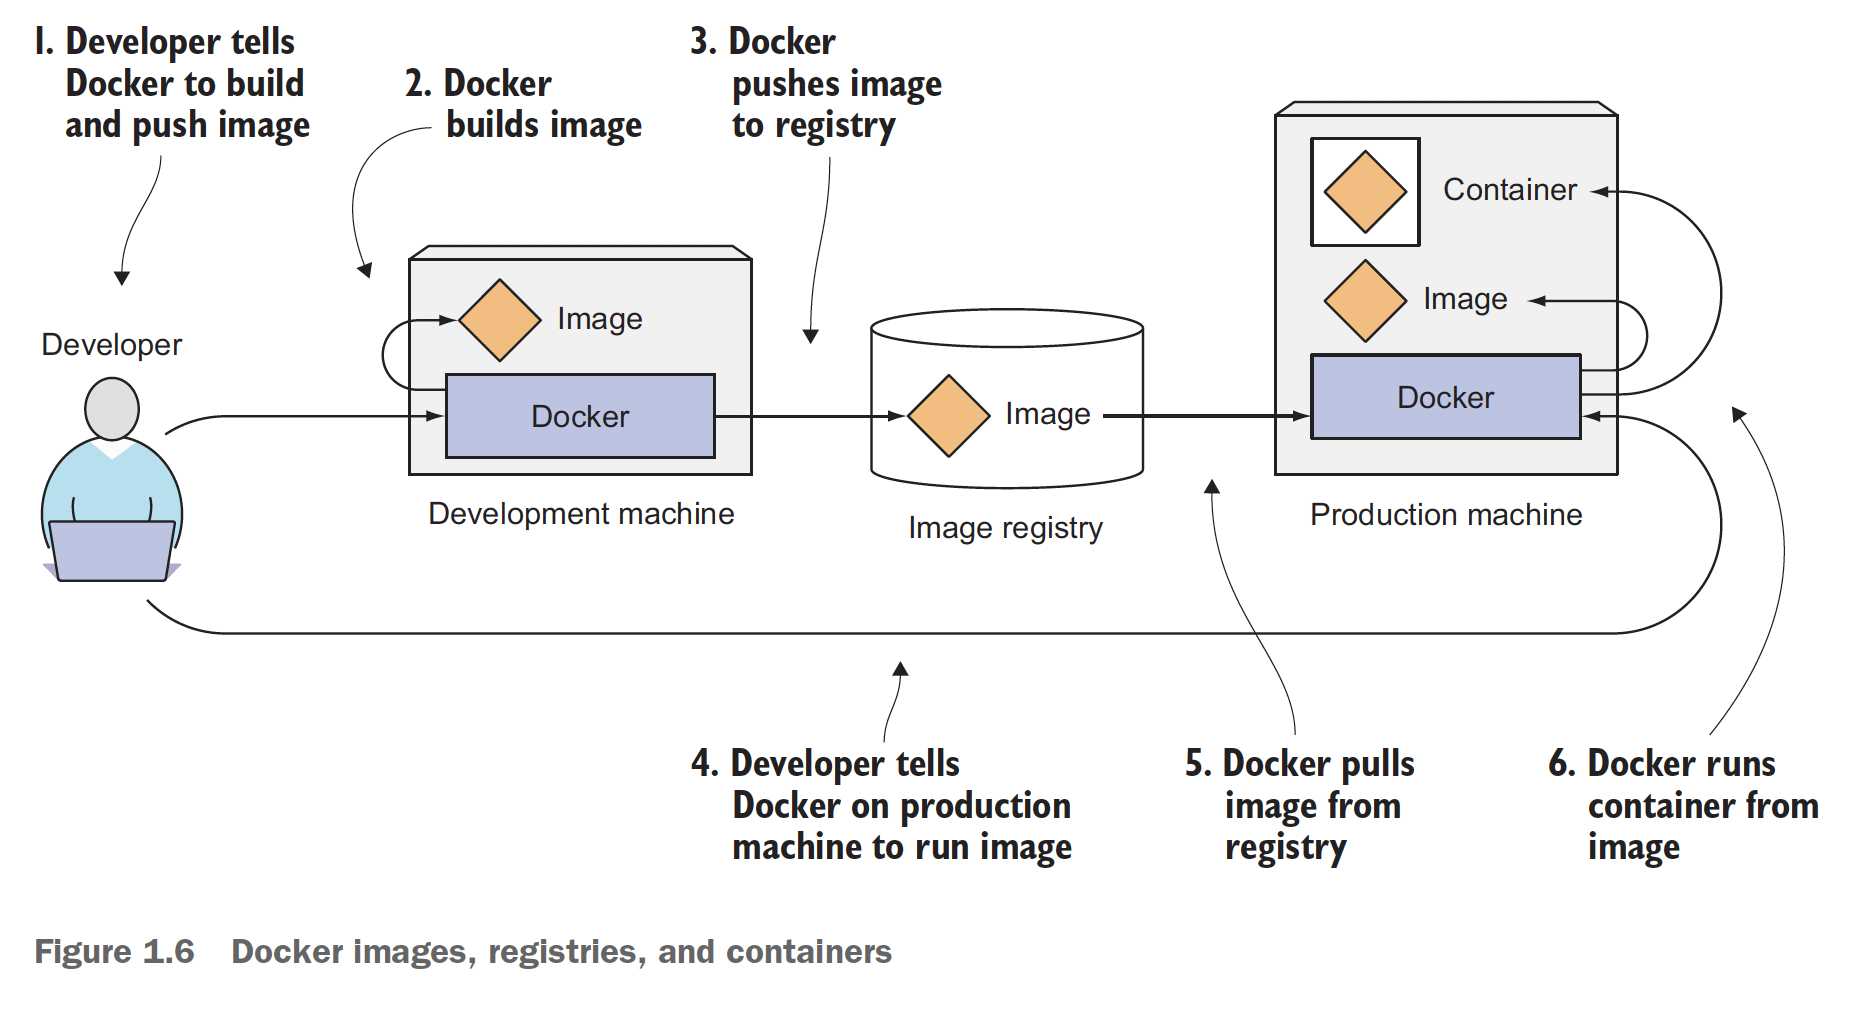 1. Developer tells
Docker to build
and push image
2. Docker
builds image
3. Docker
pushes image
to registry
Developer
Image
Docker
Development machine
Image
Image registry
Container
Image
Docker
Production machine
4. Developer tells
Docker on production
machine to run image
5. Docker pulls
image from
registry
6. Docker runs
container from
image
Figure 1.6 Docker images, registries, and containers